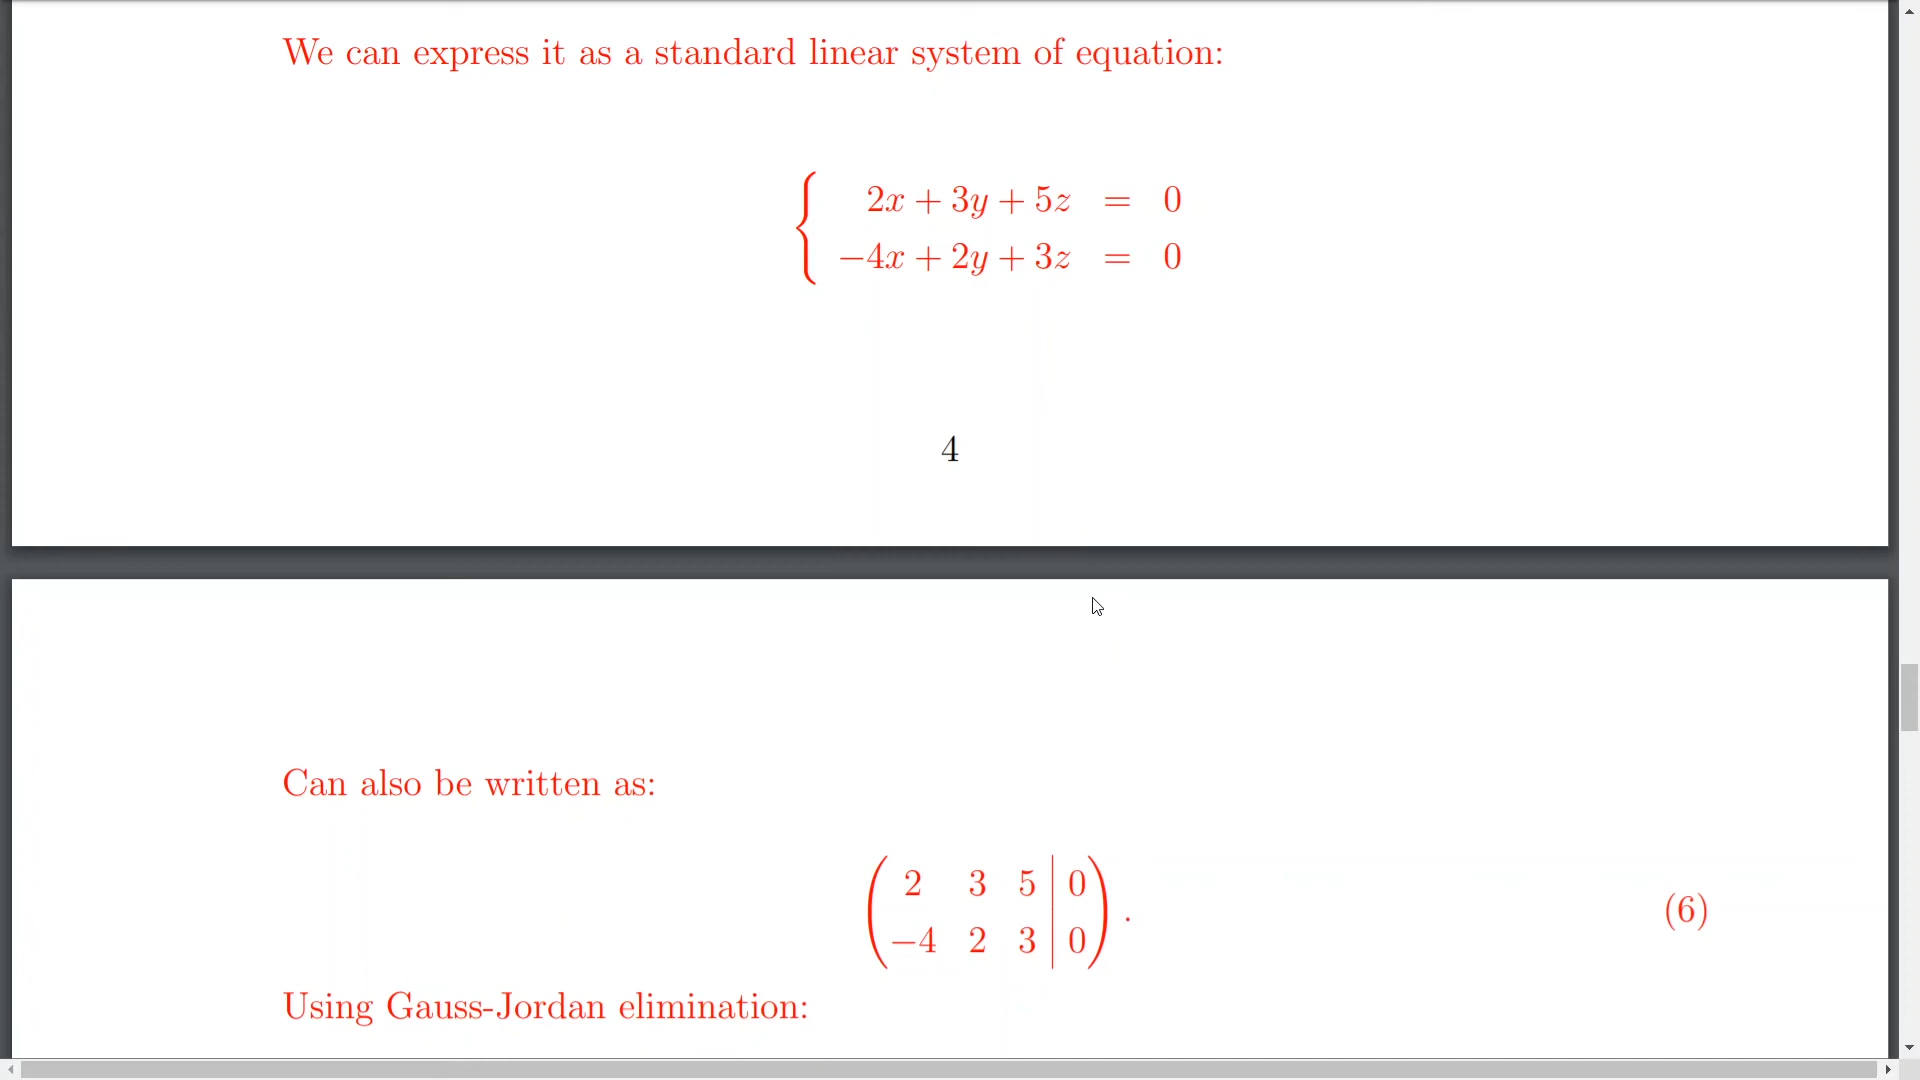 We can express it as a standard linear system of equation:
2x + 3y + 5z = 0
−4x + 2y + 3z = 0
4
Can also be written as:
2 3 5 | 0
−4 2 3 | 0 .
(6)
Using Gauss-Jordan elimination: